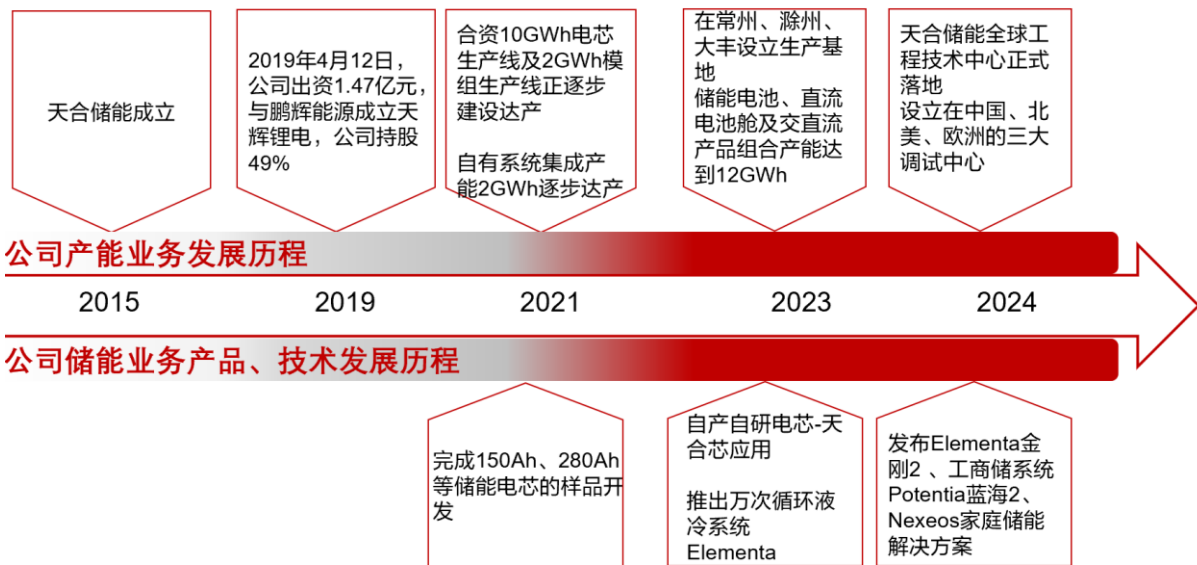 天合储能成立
2019年4月12日，
公司出资1.47亿元，
与鹏辉能源成立天
辉锂电，公司持股
49%
合资10GWh电芯
生产线及2GWh模
组生产线正逐步
建设达产
自有系统集成产
能2GWh逐步达产
在常州、滁州、
大丰设立生产基
地
储能电池、直流
电池舱及交直流
产品组合产能达
到12GWh
天合储能全球工
程技术中心正式
落地
设立在中国、北
美、欧洲的三大
调试中心
公司产能业务发展历程
2015
2019
2021
2023
2024
公司储能业务产品、技术发展历程
完成150Ah、280Ah
等储能电芯的样品开
发
自产自研电芯-天
合芯应用
推出万次循环液
冷系统
Elementa
发布Elementa金
刚2 、工商储系统
Potentia蓝海2、
Nexeos家庭储能
解决方案